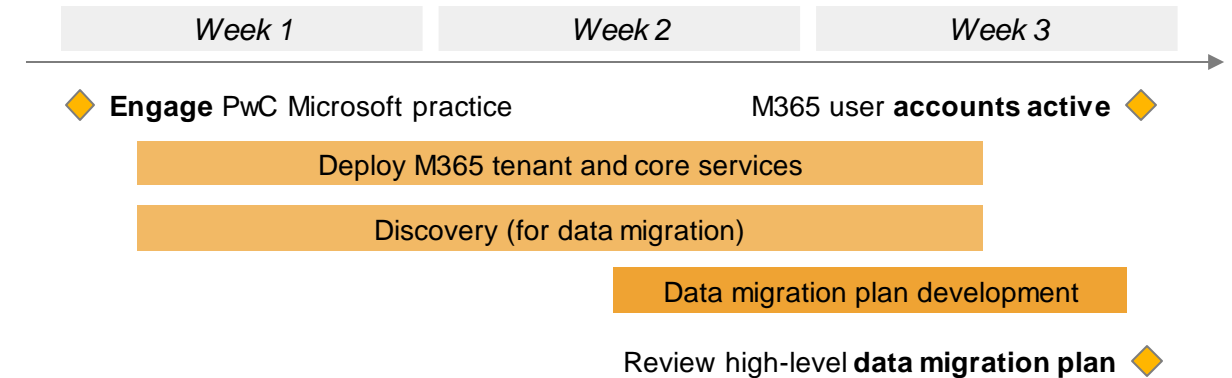 Week 1 Week 2 Week 3
Engage PwC Microsoft practice M365 user accounts active
Deploy M365 tenant and core services
Discovery (for data migration)
Data migration plan development
Review high-level data migration plan